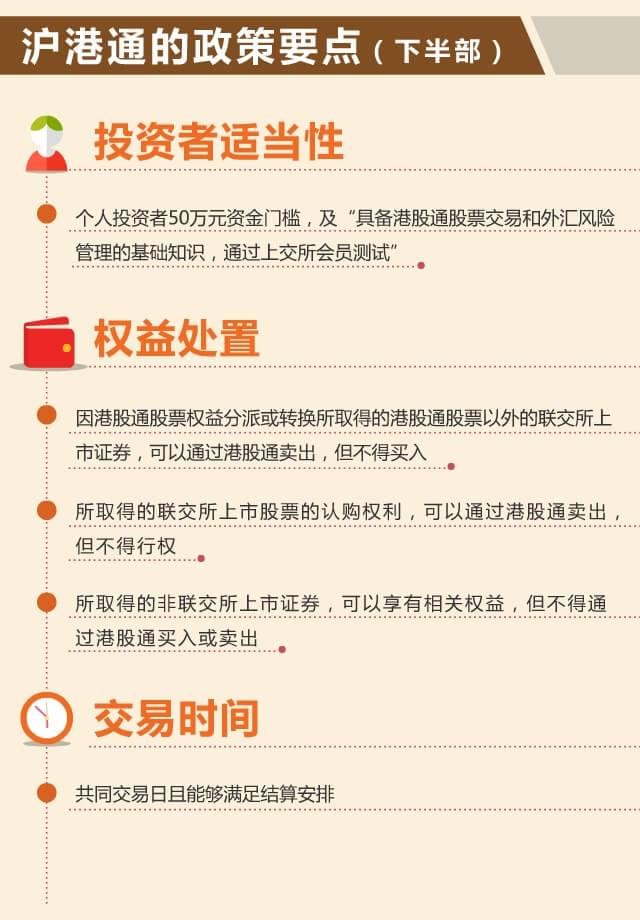 沪港通的政策要点（下半部）
投资者适当性
个人投资者50万元资金门槛，及“具备港股通股票交易和外汇风险
管理的基础知识，通过上交所会员测试”
权益处置
因港股通股票权益分派或转换所取得的港股通股票以外的联交所上
市证券，可以通过港股通卖出，但不得买入
所取得的联交所上市股票的认购权利，可以通过港股通卖出，
但不得行权
所取得的非联交所上市证券，可以享有相关权益，但不得通
过港股通买入或卖出
交易时间
共同交易日且能够满足结算安排